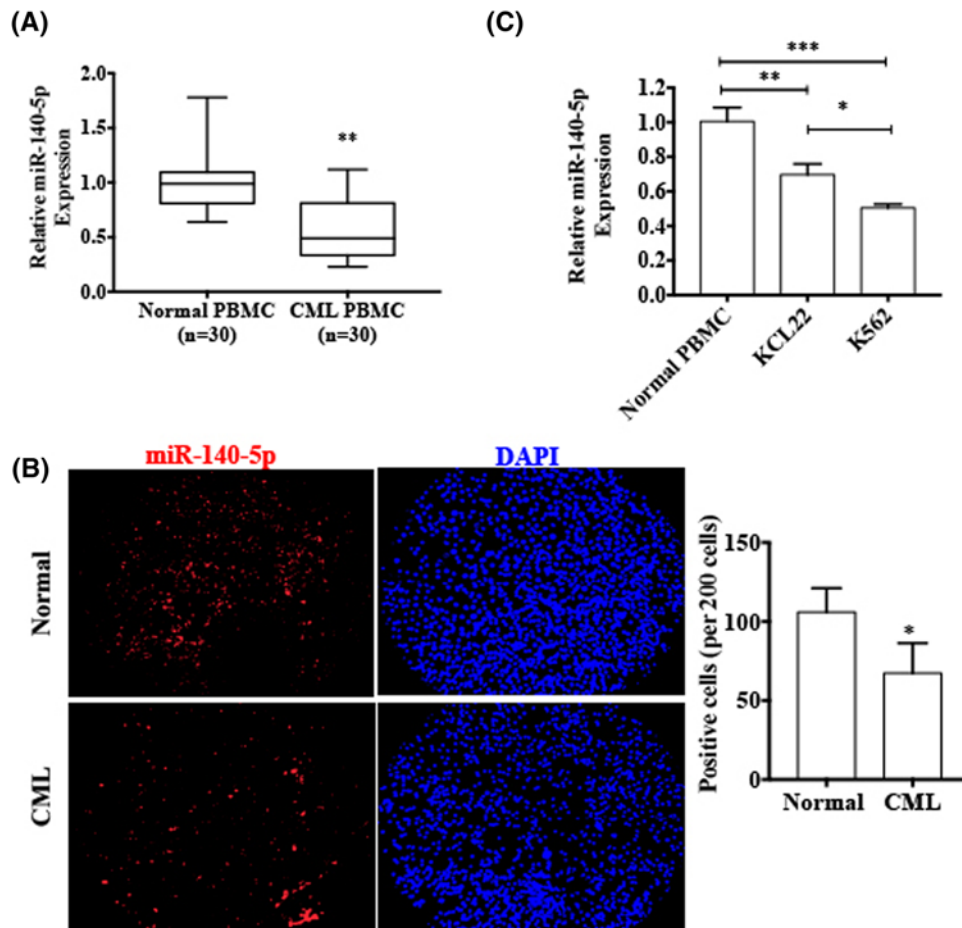 (A)
2.0
1.5
1.0
0.5
0.0
Relative miR-140-5p
Expression
**
Normal PBMC
(n=30)
CML PBMC
(n=30)
(C)
***
**
*
1.2
1.0
0.8
0.6
0.4
0.2
0.0
Relative miR-140-5p
Expression
Normal PBMC
KCL22
K562
(B)
miR-140-5p
DAPI
Normal
CML
Positive cells (per 200 cells)
150
100
50
0
*
Normal
CML